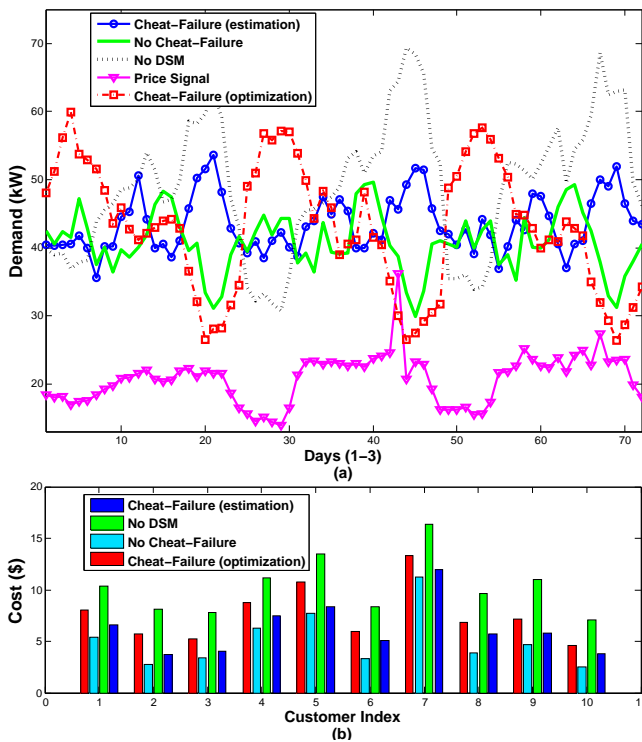 70
60
50
40
30
20
Demand (kW)
Cheat−Failure (estimation)
No Cheat−Failure
No DSM
Price Signal
Cheat−Failure (optimization)
10 20 30 40 50 60 70
Days (1−3)
(a)
20
15
10
5
0
Cost ($)
Cheat−Failure (estimation)
No DSM
No Cheat−Failure
Cheat−Failure (optimization)
0 1 2 3 4 5 6 7 8 9 10 1
Customer Index
(b)